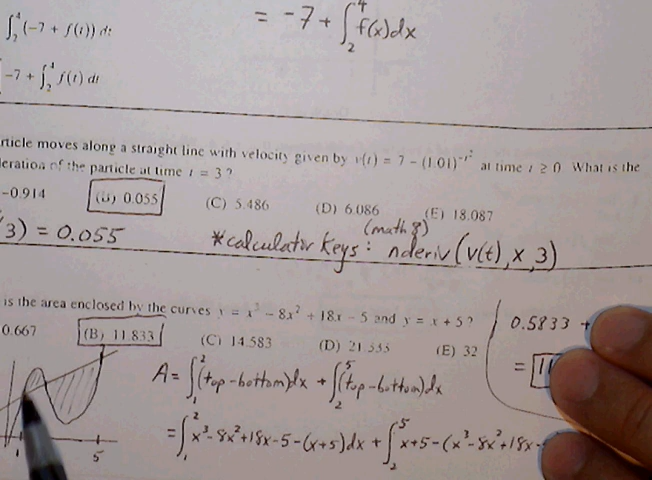 ∫₂⁴(-7 + f(t)) dt
= -7 + ∫₂⁴ f(x)dx
-7 + ∫₂⁴ f(t) dt
rticle moves along a straight line with velocity given by v(t) = 7 − (1.01)^(−t²) at time t ≥ 0. What is the
leration of the particle at time t = 3?
−0.914 (B) 0.055 (C) 5.486 (D) 6.086 (E) 18.087
(math 8)
(3) = 0.055 *calculator keys: nderiv(v(t), x, 3)
is the area enclosed by the curves y = x³ − 8x² + 18x − 5 and y = x + 5?
0.667 (B) 11.833 (C) 14.583 (D) 21.333 (E) 32
0.5833 +
= 11
A = ∫₁²(top-bottom)dx + ∫₂⁵(top-bottom)dx
= ∫₁² x³-8x²+18x-5-(x+5)dx + ∫₂⁵ x+5-(x³-8x²+18x-
1 5